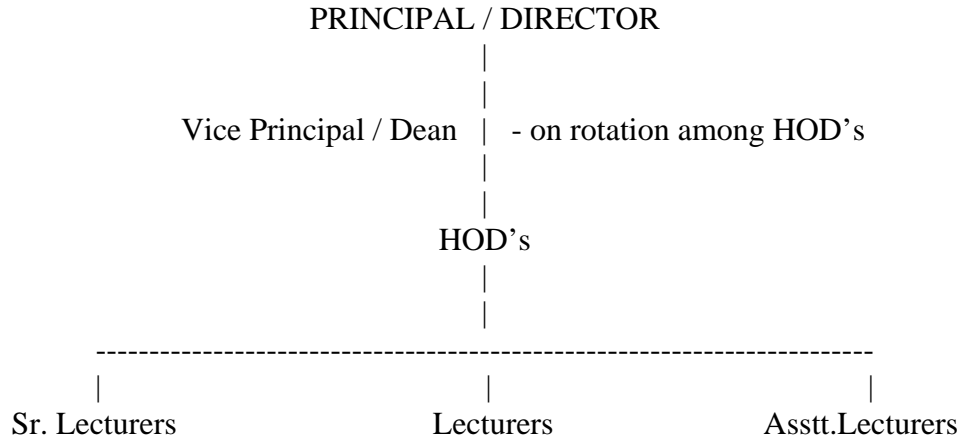 PRINCIPAL / DIRECTOR
|
|
Vice Principal / Dean | - on rotation among HOD’s
|
|
HOD’s
|
|
--------------------------------------------------------------------------
| | |
Sr. Lecturers Lecturers Asstt.Lecturers